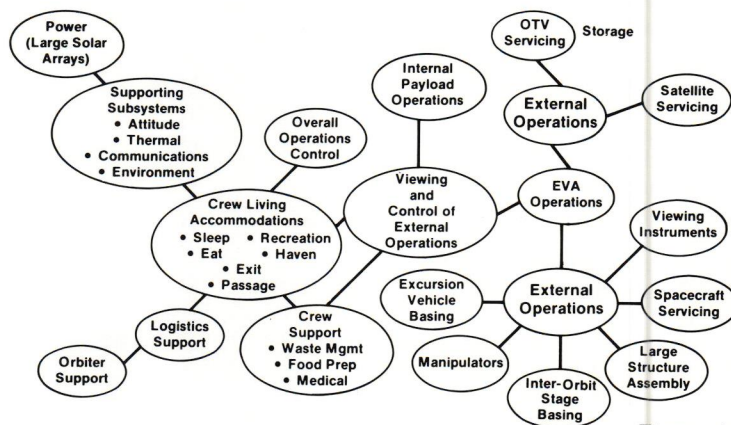 Power
(Large Solar
Arrays)
Supporting
Subsystems
• Attitude
• Thermal
• Communications
• Environment
Overall
Operations
Control
Internal
Payload
Operations
OTV
Servicing
Storage
External
Operations
Satellite
Servicing
Crew Living
Accommodations
• Sleep • Recreation
• Eat • Haven
• Exit
• Passage
Viewing
and
Control of
External
Operations
EVA
Operations
Viewing
Instruments
Excursion
Vehicle
Basing
External
Operations
Spacecraft
Servicing
Orbiter
Support
Logistics
Support
Crew
Support
• Waste Mgmt
• Food Prep
• Medical
Manipulators
Inter-Orbit
Stage
Basing
Large
Structure
Assembly